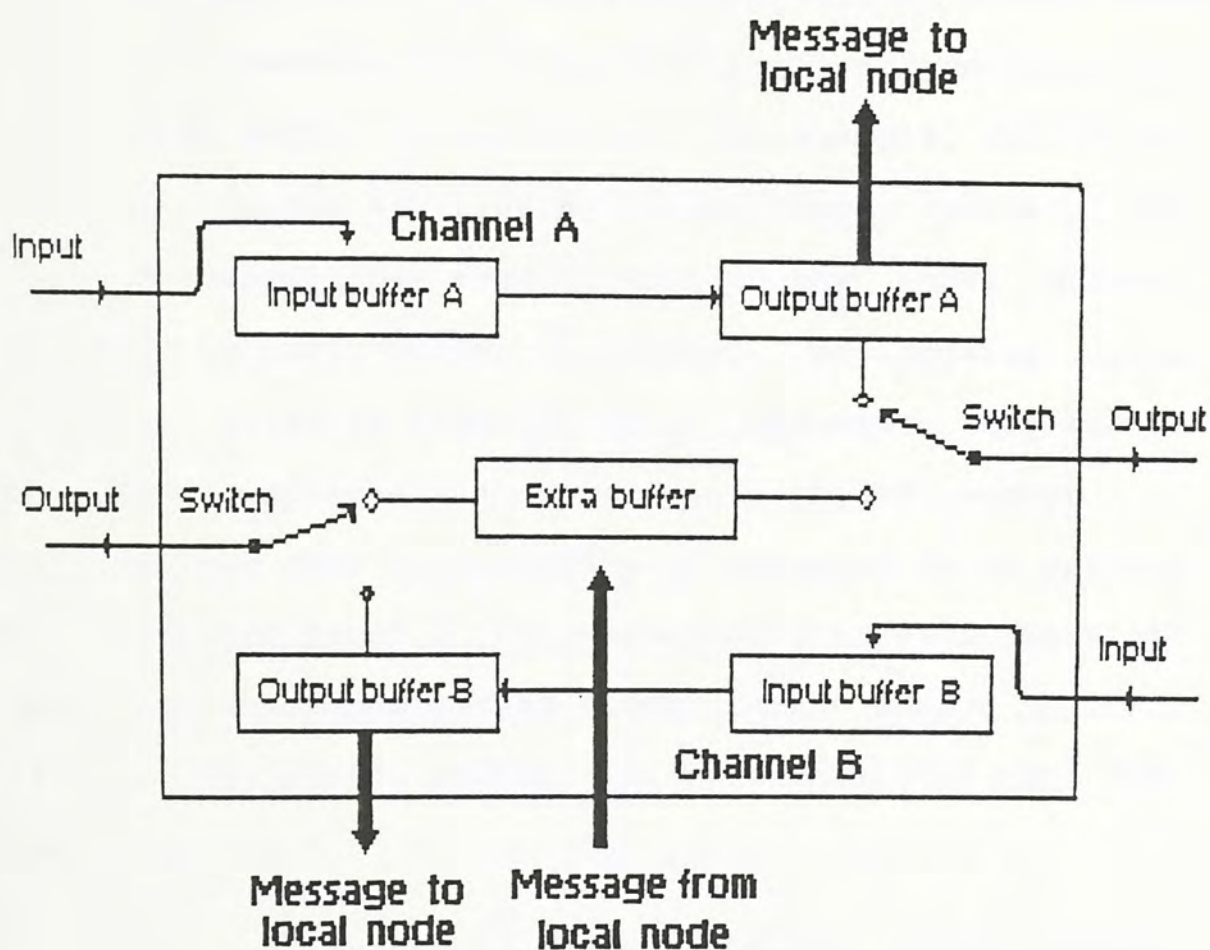 Message to
local node
Channel A
Input
Input buffer A
Output buffer A
Switch
Output
Output
Switch
Extra buffer
Input
Output buffer B
Input buffer B
Channel B
Message to
local node
Message from
local node